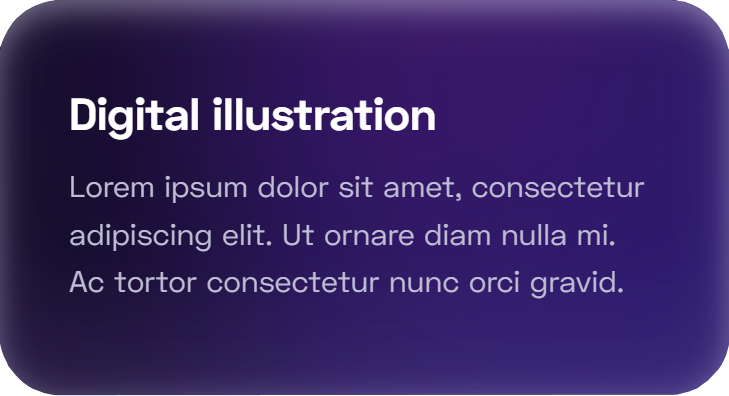 Digital illustration
Lorem ipsum dolor sit amet, consectetur
adipiscing elit. Ut ornare diam nulla mi.
Ac tortor consectetur nunc orci gravid.